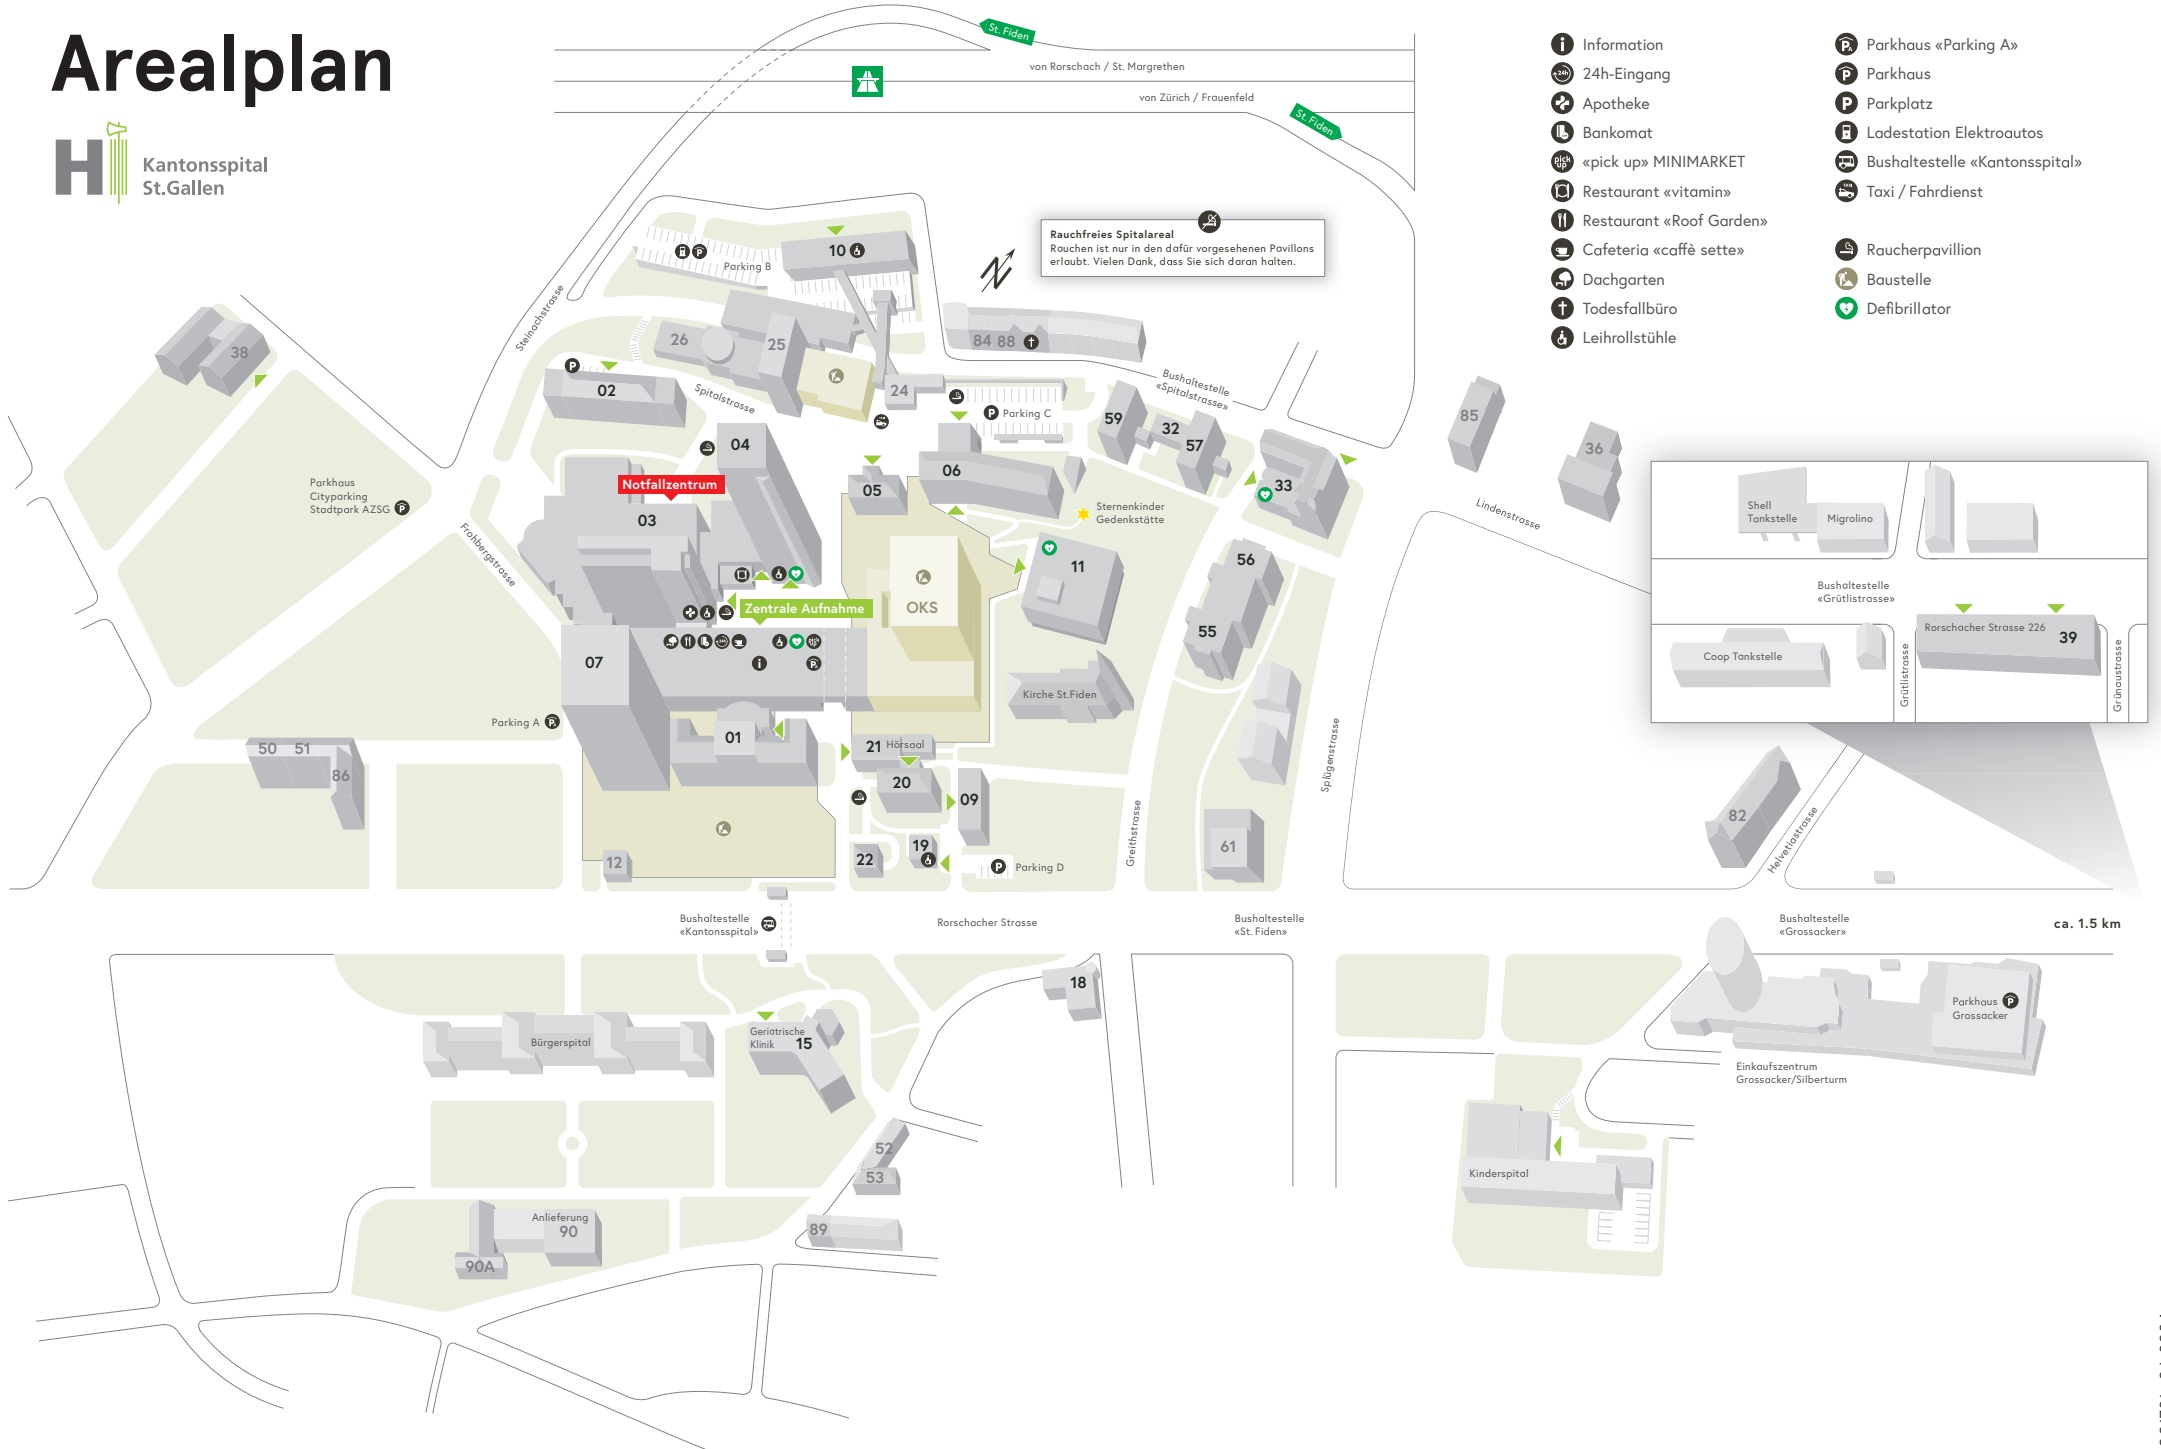 Arealplan
Kantonsspital
St.Gallen
St. Fiden
von Rorschach / St. Margrethen
von Zürich / Frauenfeld
St. Fiden
Information
24h-Eingang
Apotheke
Bankomat
«pick up» MINIMARKET
Restaurant «vitamin»
Restaurant «Roof Garden»
Cafeteria «caffè sette»
Dachgarten
Todesfallbüro
Leihrollstühle
Parkhaus «Parking A»
Parkhaus
Parkplatz
Ladestation Elektroautos
Bushaltestelle «Kantonsspital»
Taxi / Fahrdienst
Raucherpavillion
Baustelle
Defibrillator
Rauchfreies Spitalareal
Rauchen ist nur in den dafür vorgesehenen Pavillons
erlaubt. Vielen Dank, dass Sie sich daran halten.
N
Parking B
10
Steinachstrasse
38
26
25
84 88
02
Spitalstrasse
24
Parking C
Bushaltestelle
«Spitalstrasse»
59
32
57
85
36
04
06
05
33
Notfallzentrum
03
Parkhaus
Cityparking
Stadtpark AZSG
Frohbergstrasse
Sternenkinder
Gedenkstätte
Lindenstrasse
11
56
55
OKS
Zentrale Aufnahme
07
01
Kirche St.Fiden
Parking A
50 51
86
21 Hörsaal
20
09
12
22
19
Parking D
Greithstrasse
61
Splügenstrasse
82
Helvetiastrasse
Shell
Tankstelle
Migrolino
Bushaltestelle
«Grütlistrasse»
Coop Tankstelle
Rorschacher Strasse 226
39
Grütlistrasse
Grünaustrasse
Bushaltestelle
«Kantonsspital»
Rorschacher Strasse
Bushaltestelle
«St. Fiden»
Bushaltestelle
«Grossacker»
ca. 1.5 km
18
Bürgerspital
Geriatrische
Klinik 15
Parkhaus
Grossacker
Einkaufszentrum
Grossacker/Silberturm
52
53
Kinderspital
89
Anlieferung
90
90A